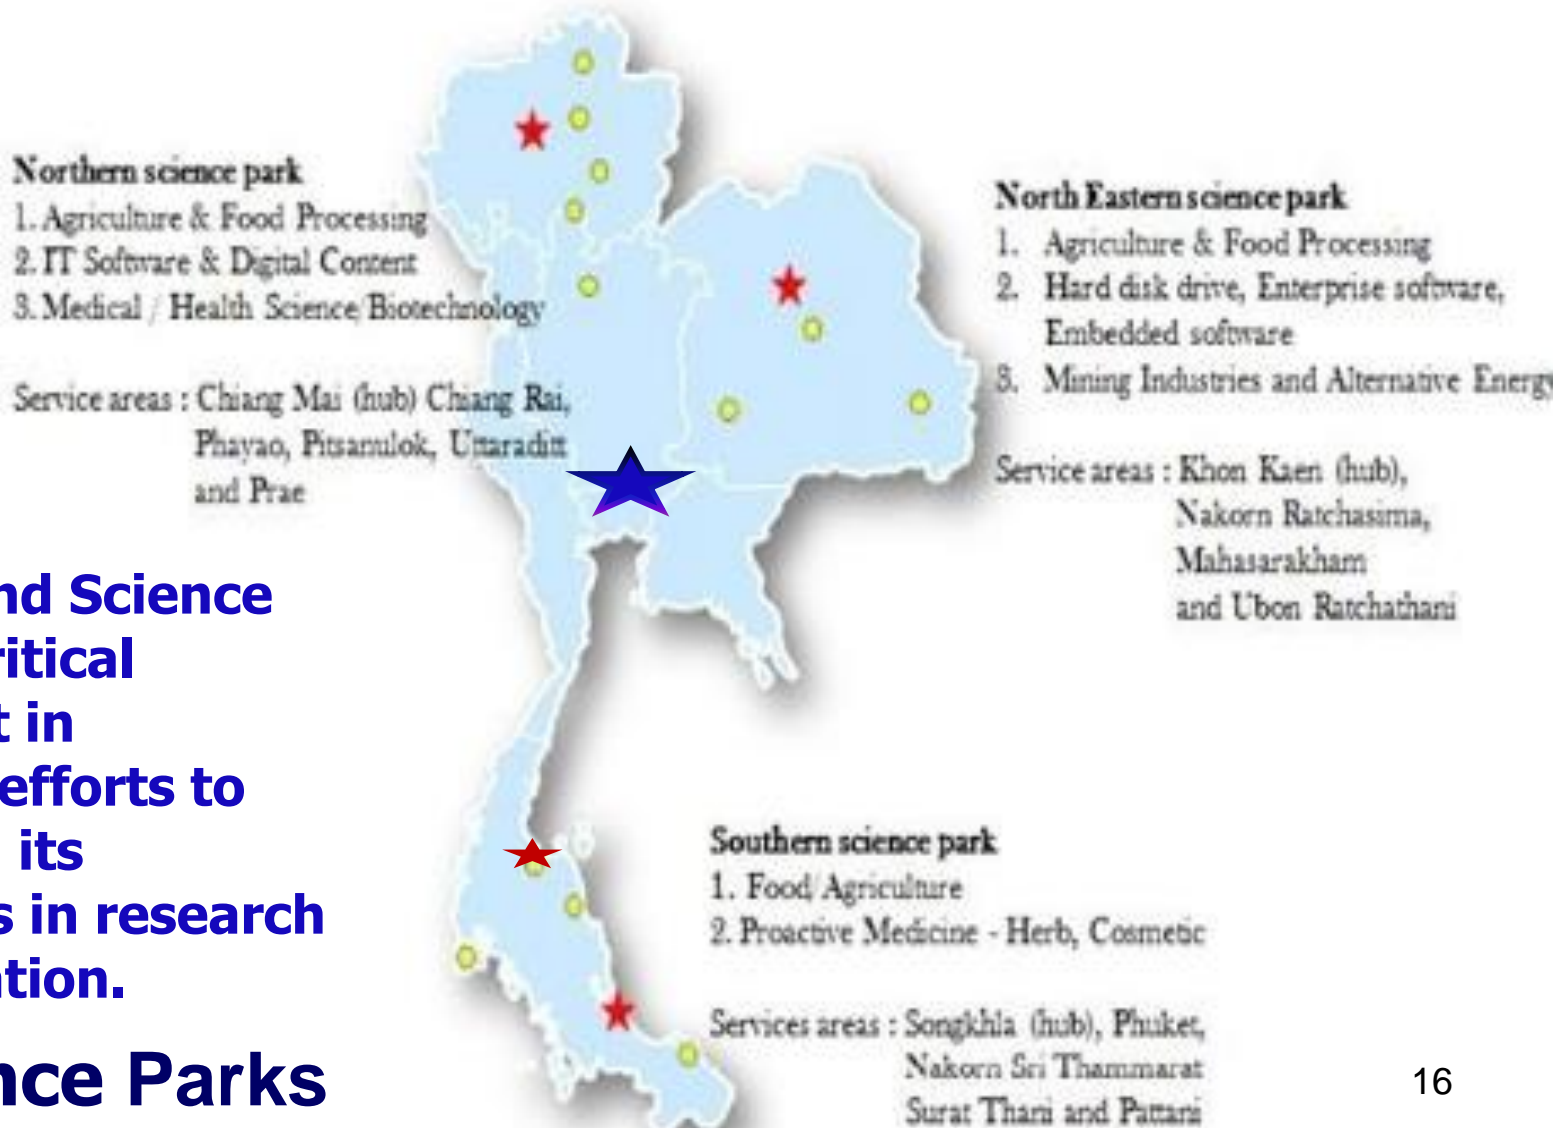 Northern science park
1. Agriculture & Food Processing
2. IT Software & Digital Content
3. Medical / Health Science/Biotechnology
Service areas : Chiang Mai (hub) Chiang Rai,
Phayao, Pitsanulok, Uttaraditt
and Prae
North Eastern science park
1. Agriculture & Food Processing
2. Hard disk drive, Enterprise software,
Embedded software
3. Mining Industries and Alternative Energy
Service areas : Khon Kaen (hub),
Nakorn Ratchasima,
Mahasarakham
and Ubon Ratchathani
nd Science
ritical
t in
efforts to
its
s in research
ation.
Southern science park
1. Food/Agriculture
2. Proactive Medicine - Herb, Cosmetic
Services areas : Songkhla (hub), Phuket,
Nakorn Sri Thammarat
Surat Thani and Pattani
nce Parks
16